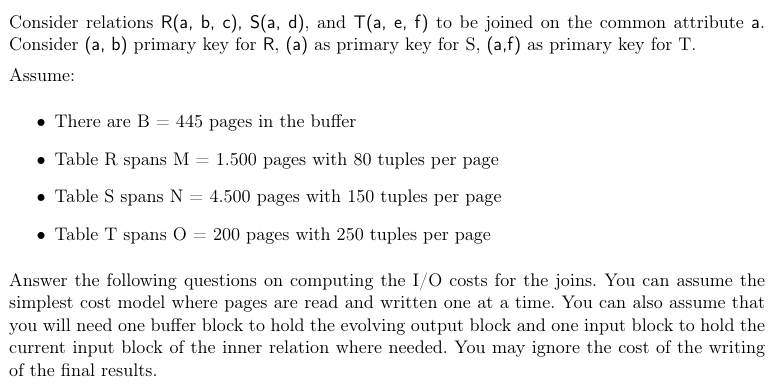 Consider relations R(a, b, c), S(a, d), and T(a, e, f) to be joined on the common attribute a.
Consider (a, b) primary key for R, (a) as primary key for S, (a,f) as primary key for T.
Assume:
• There are B = 445 pages in the buffer
• Table R spans M = 1.500 pages with 80 tuples per page
• Table S spans N = 4.500 pages with 150 tuples per page
• Table T spans O = 200 pages with 250 tuples per page
Answer the following questions on computing the I/O costs for the joins. You can assume the
simplest cost model where pages are read and written one at a time. You can also assume that
you will need one buffer block to hold the evolving output block and one input block to hold the
current input block of the inner relation where needed. You may ignore the cost of the writing
of the final results.